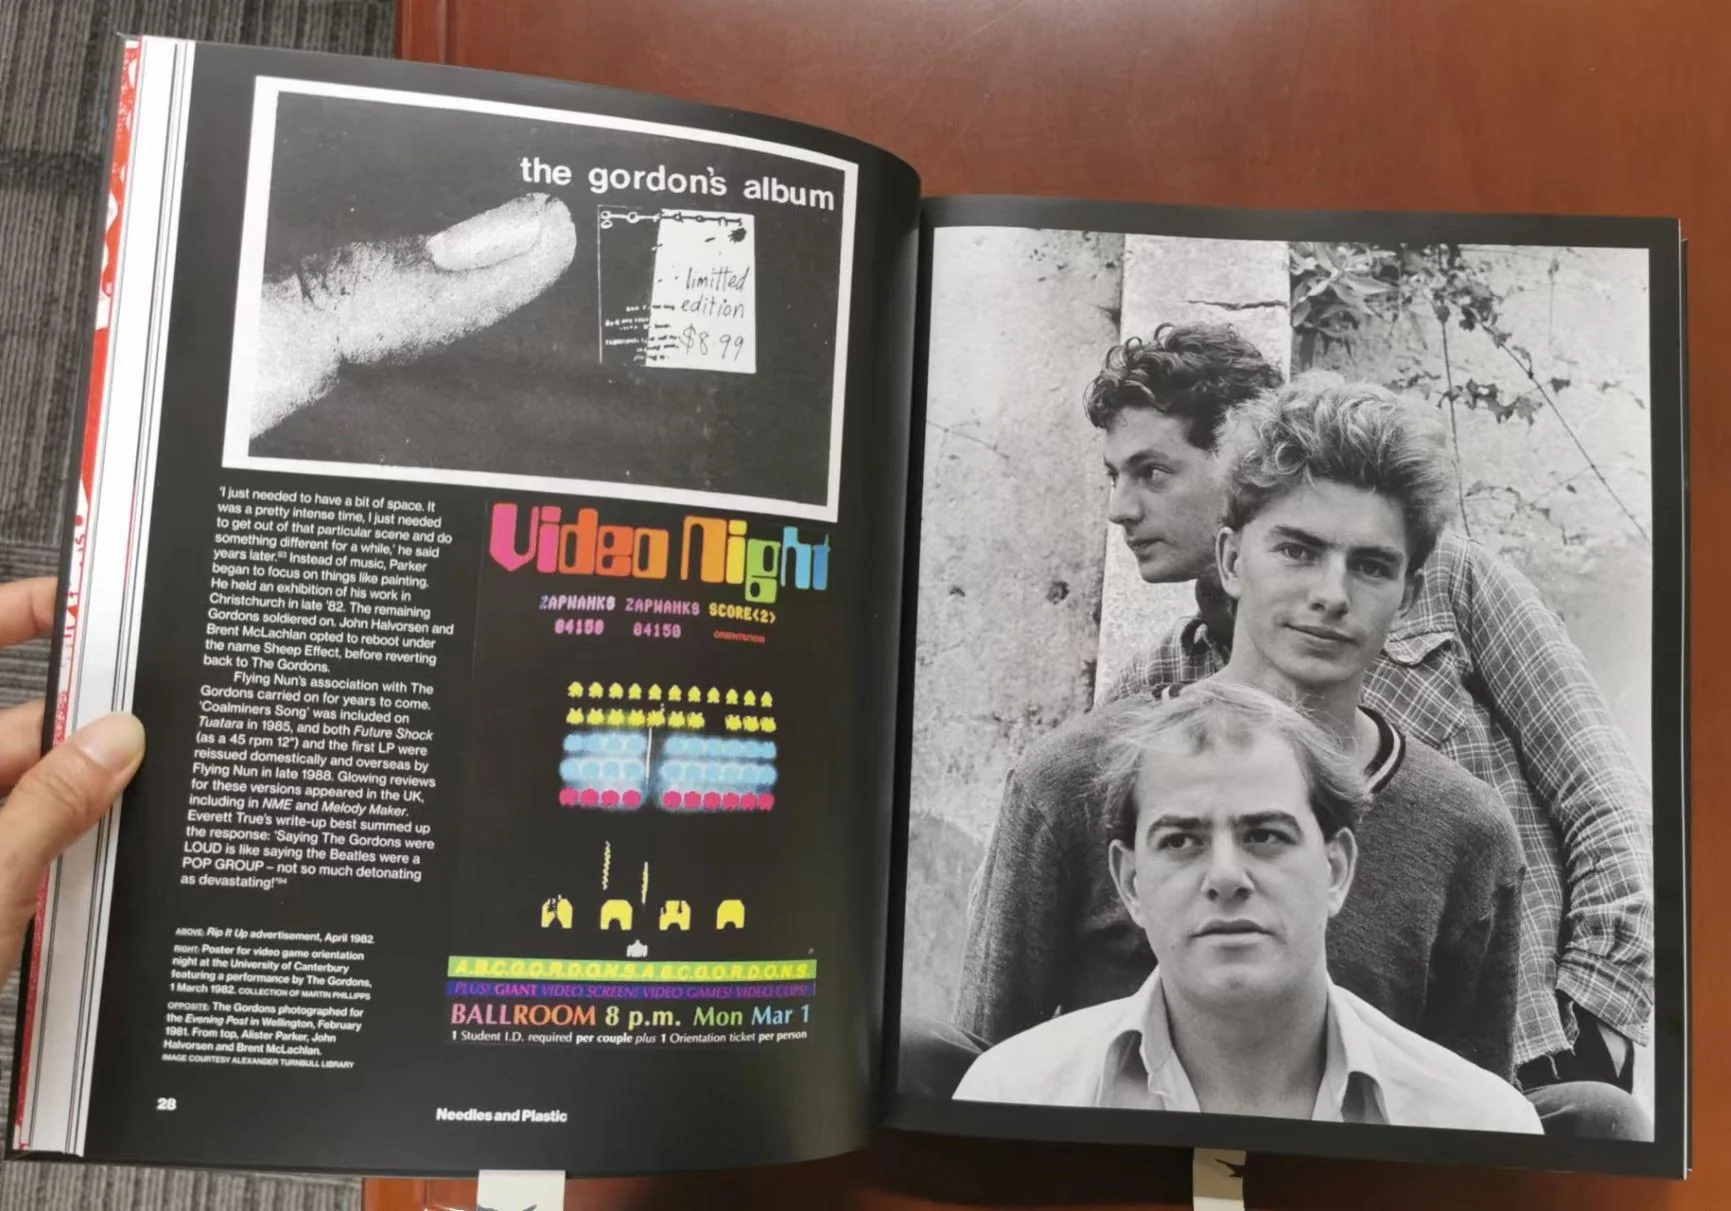 the gordon's album
gordons
limitted
edition
$8.99
'I just needed to have a bit of space. It
was a pretty intense time, I just needed
to get out of that particular scene and do
something different for a while,' he said
years later.⁹³ Instead of music, Parker
began to focus on things like painting.
He held an exhibition of his work in
Christchurch in late '82. The remaining
Gordons soldiered on. John Halvorsen and
Brent McLachlan opted to reboot under
the name Sheep Effect, before reverting
back to The Gordons.
Flying Nun's association with The
Gordons carried on for years to come.
'Coalminers Song' was included on
Tuatara in 1985, and both Future Shock
(as a 45 rpm 12") and the first LP were
reissued domestically and overseas by
Flying Nun in late 1988. Glowing reviews
for these versions appeared in the UK,
including in NME and Melody Maker.
Everett True's write-up best summed up
the response: 'Saying The Gordons were
LOUD is like saying the Beatles were a
POP GROUP – not so much detonating
as devastating!'⁹⁴
ABOVE: Rip It Up advertisement, April 1982.
RIGHT: Poster for video game orientation
night at the University of Canterbury
featuring a performance by The Gordons,
1 March 1982. COLLECTION OF MARTIN PHILLIPPS
OPPOSITE: The Gordons photographed for
the Evening Post in Wellington, February
1981. From top, Alister Parker, John
Halvorsen and Brent McLachlan.
IMAGE COURTESY ALEXANDER TURNBULL LIBRARY
28
Needles and Plastic
Video Night
ZAPWANKS ZAPWANKS SCORE<2>
04150 04150 ORIENTATION
A.B.C.G.O.R.D.O.N.S.A.B.C.G.O.R.D.O.N.S.
PLUS! GIANT VIDEO SCREEN! VIDEO GAMES! VIDEO CLIPS!
BALLROOM 8 p.m. Mon Mar 1
1 Student I.D. required per couple plus 1 Orientation ticket per person